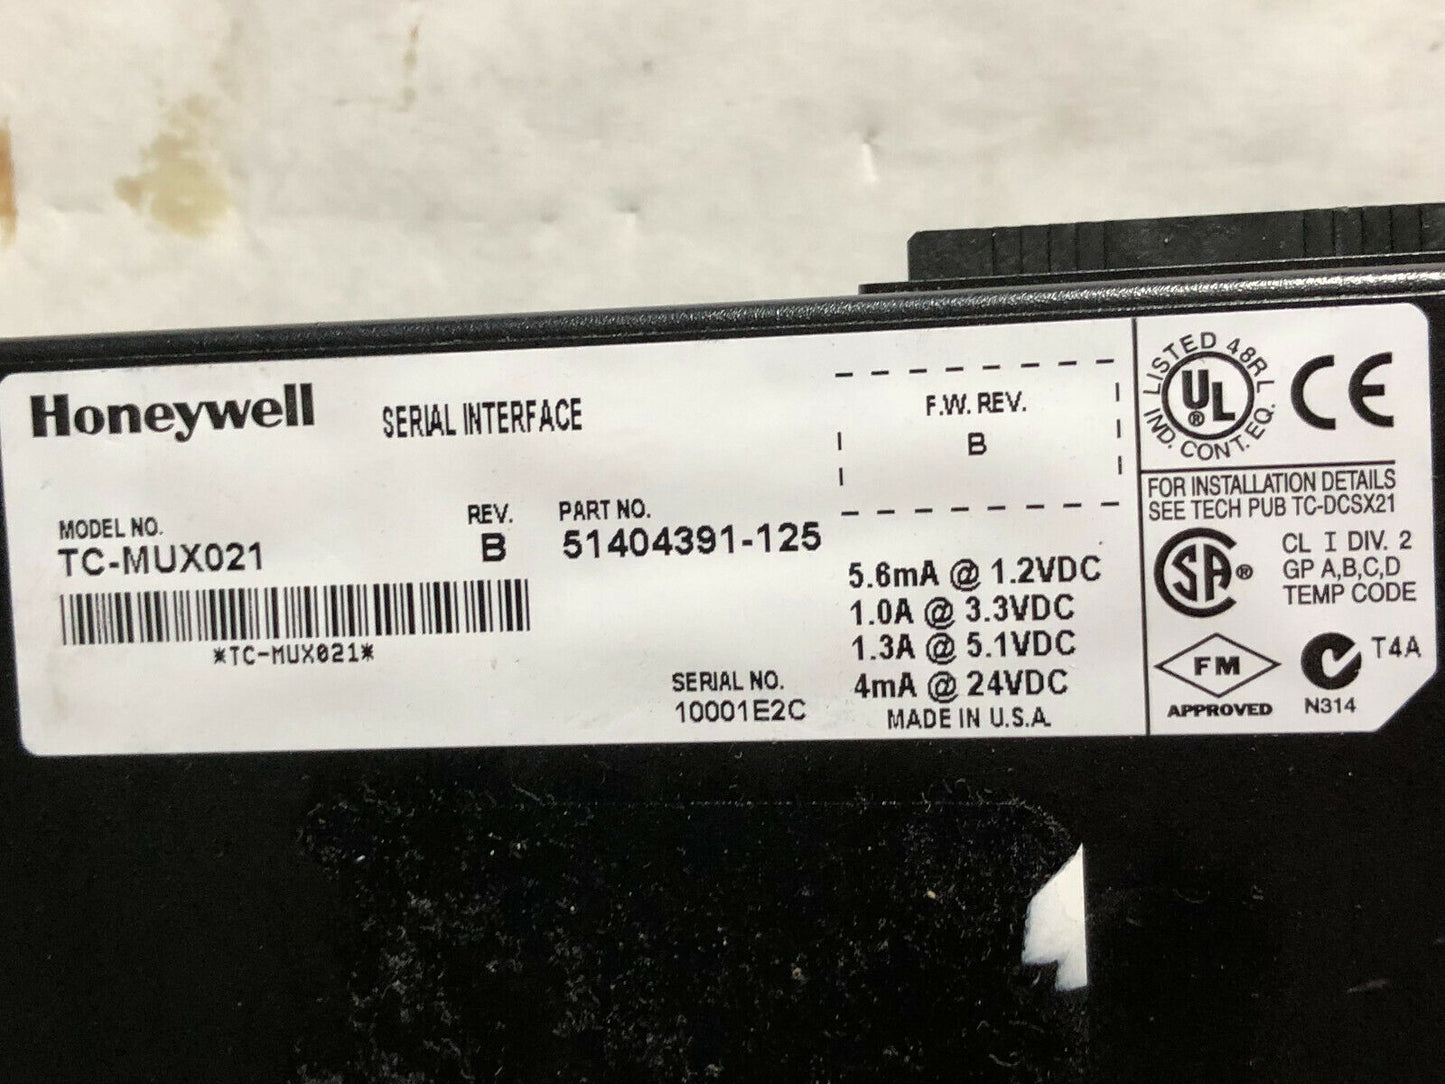 Honeywell
SERIAL INTERFACE
F.W. REV.
B
MODEL NO.
TC-MUX021
REV.
B
PART NO.
51404391-125
*TC-MUX021*
SERIAL NO.
10001E2C
5.6mA @ 1.2VDC
1.0A @ 3.3VDC
1.3A @ 5.1VDC
4mA @ 24VDC
MADE IN U.S.A.
LISTED 48RL
UL®
IND. CONT. EQ.
CE
FOR INSTALLATION DETAILS
SEE TECH PUB TC-DCSX21
SA®
CL I DIV. 2
GP A,B,C,D
TEMP CODE
T4A
FM
APPROVED
N314